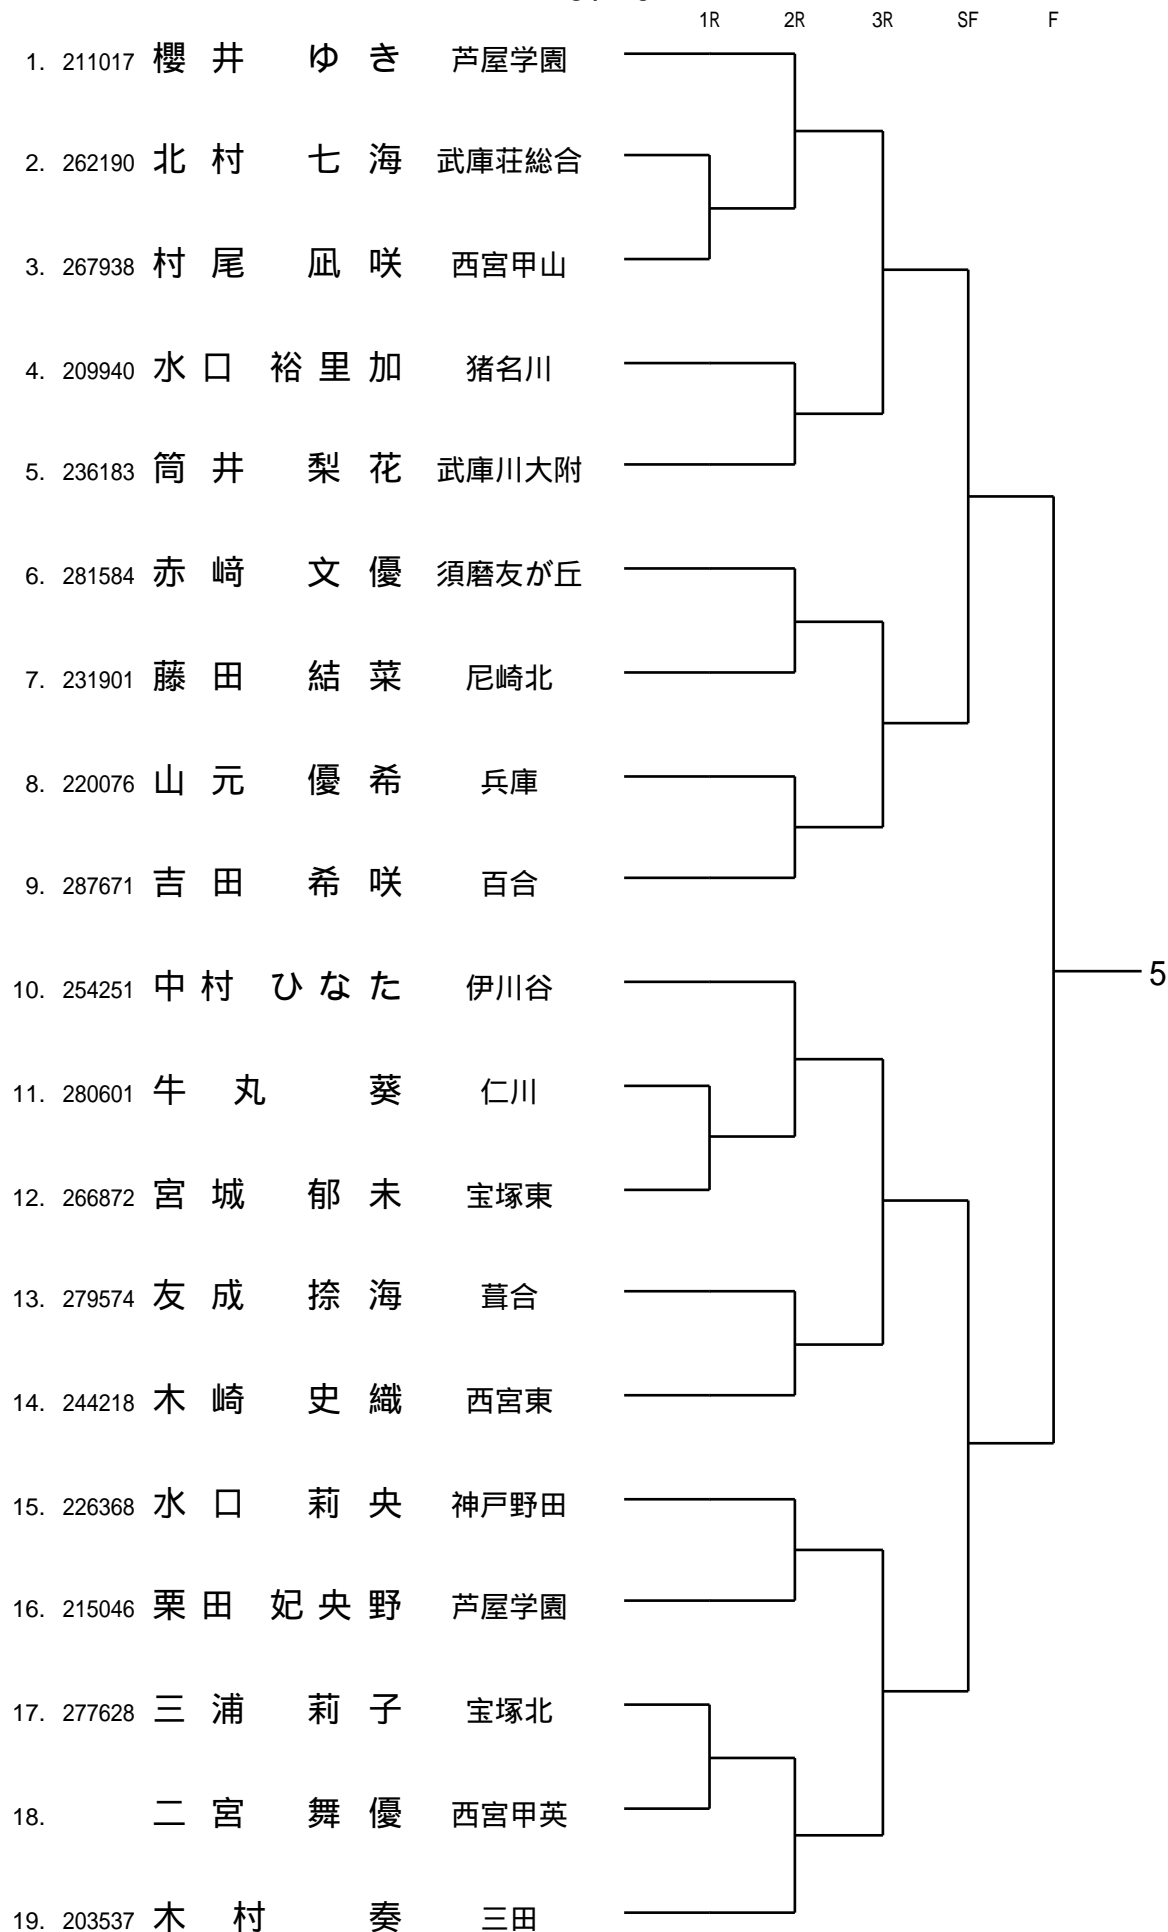 1R 2R 3R SF F
1. 211017 櫻井 ゆき 芦屋学園
2. 262190 北村 七海 武庫荘総合
3. 267938 村尾 凪咲 西宮甲山
4. 209940 水口 裕里加 猪名川
5. 236183 筒井 梨花 武庫川大附
6. 281584 赤﨑 文優 須磨友が丘
7. 231901 藤田 結菜 尼崎北
8. 220076 山元 優希 兵庫
9. 287671 吉田 希咲 百合
10. 254251 中村 ひなた 伊川谷
5
11. 280601 牛丸 葵 仁川
12. 266872 宮城 郁未 宝塚東
13. 279574 友成 捺海 葺合
14. 244218 木崎 史織 西宮東
15. 226368 水口 莉央 神戸野田
16. 215046 栗田 妃央野 芦屋学園
17. 277628 三浦 莉子 宝塚北
18. 二宮 舞優 西宮甲英
19. 203537 木村 奏 三田